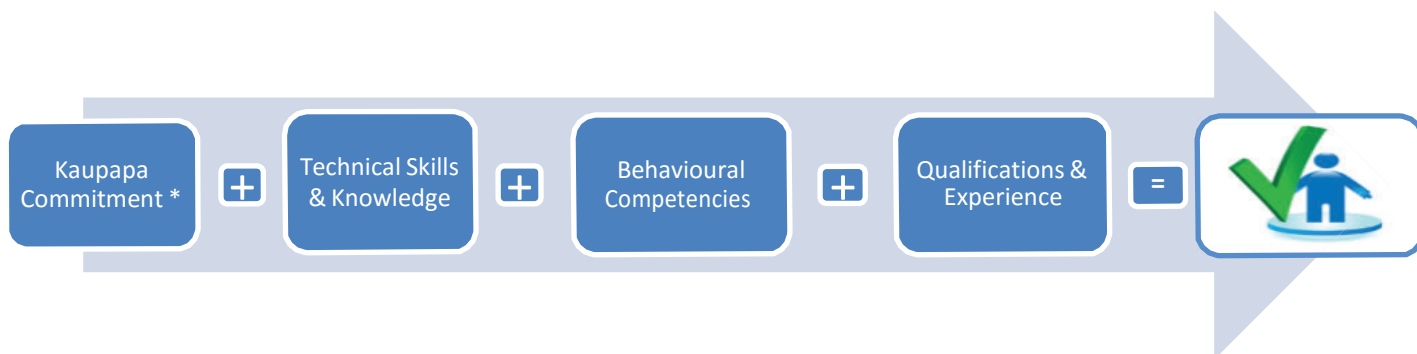 Kaupapa
Commitment *
+
Technical Skills
& Knowledge
+
Behavioural
Competencies
+
Qualifications &
Experience
=